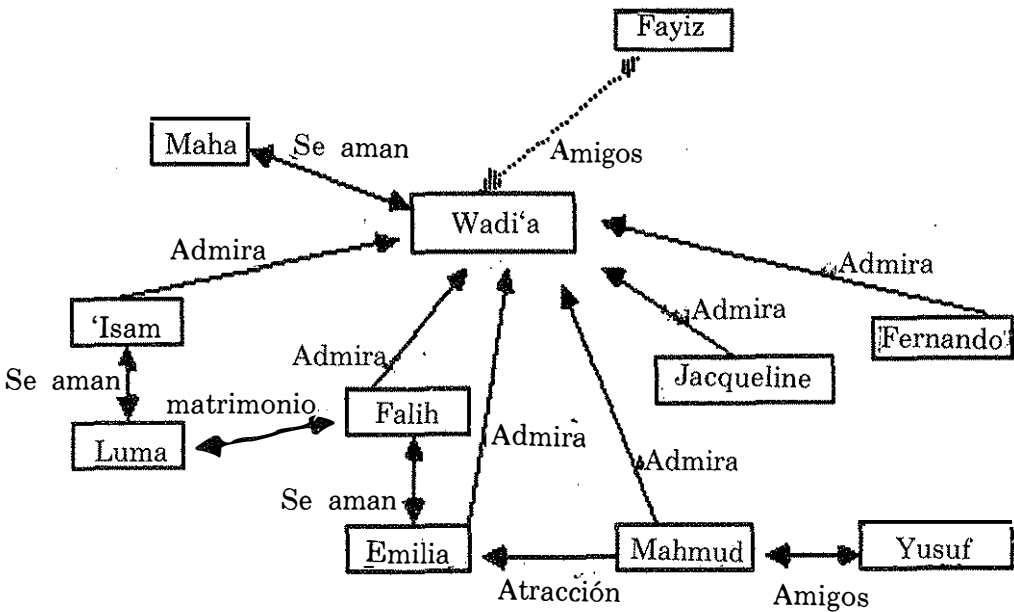 Fayiz
Maha
Se aman
Amigos
Wadi‘a
Admira
Admira
‘Isam
Admira
Fernando
Admira
Jacqueline
Se aman
matrimonio
Falih
Luma
Admira
Admira
Se aman
Emilia
Mahmud
Yusuf
Atracción
Amigos